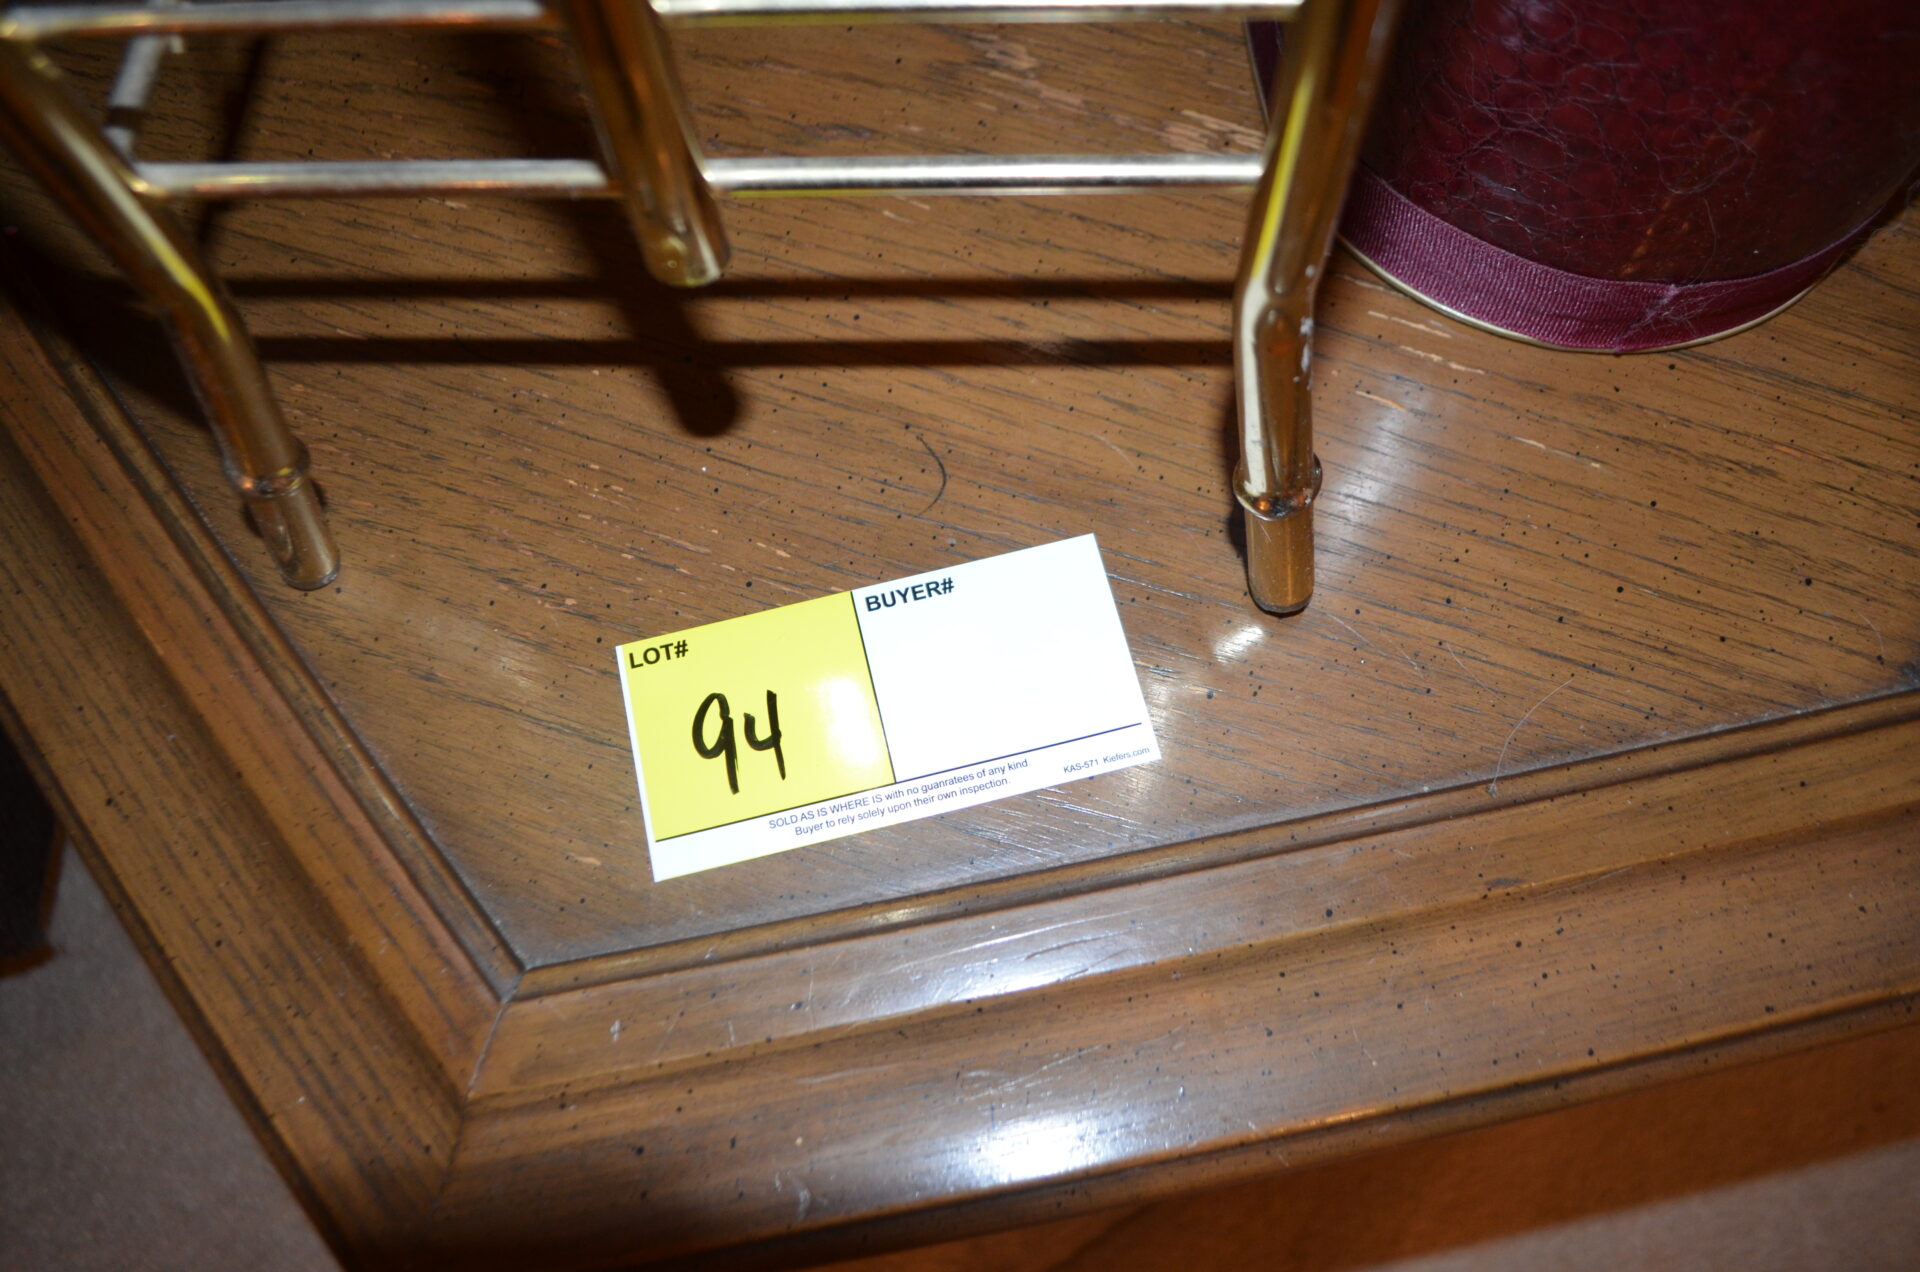 LOT#
BUYER#
94
SOLD AS IS WHERE IS with no guanratees of any kind
Buyer to rely solely upon their own inspection.
KAS-571 Kiefers.com